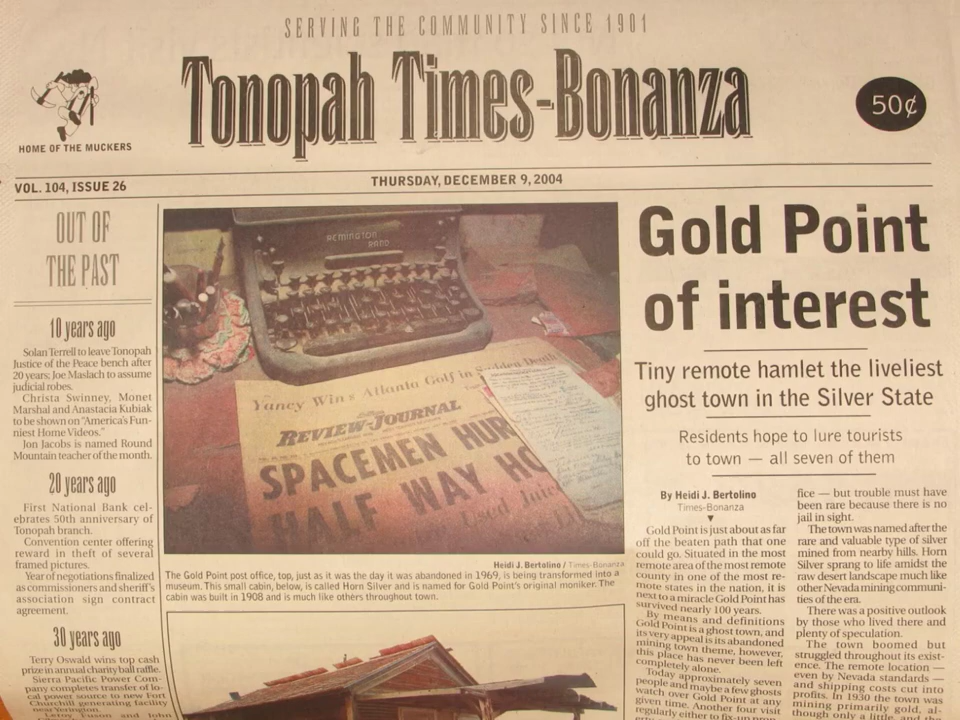 SERVING THE COMMUNITY SINCE 1901
Tonopah Times-Bonanza
HOME OF THE MUCKERS
50¢
VOL. 104, ISSUE 26
THURSDAY, DECEMBER 9, 2004
OUT OF
THE PAST
10 years ago
Solan Terrell to leave Tonopah
Justice of the Peace bench after
20 years; Joe Maslach to assume
judicial robes.
Christa Swinney, Monet
Marshal and Anastacia Kubiak
to be shown on "America's Fun-
niest Home Videos."
Jon Jacobs is named Round
Mountain teacher of the month.
20 years ago
First National Bank cel-
ebrates 50th anniversary of
Tonopah branch.
Convention center offering
reward in theft of several
framed pictures.
Year of negotiations finalized
as commissioners and sheriff's
association sign contract
agreement.
30 years ago
Terry Oswald wins top cash
prize in annual charity ball raffle.
Sierra Pacific Power Com-
pany completes transfer of lo-
cal power source to new Fort
Churchill generating facility
near Yerington.
Leroy and John
REMINGTON
RAND
Yancy Wins Atlanta Golf in Sudden Death
REVIEW-JOURNAL
SPACEMEN HUR
HALF WAY HO
Heidi J. Bertolino / Times-Bonanza
The Gold Point post office, top, just as it was the day it was abandoned in 1969, is being transformed into a
museum. This small cabin, below, is called Horn Silver and is named for Gold Point's original moniker. The
cabin was built in 1908 and is much like others throughout town.
Gold Point
of interest
Tiny remote hamlet the liveliest
ghost town in the Silver State
Residents hope to lure tourists
to town — all seven of them
By Heidi J. Bertolino
Times-Bonanza
Gold Point is just about as far
off the beaten path that one
could go. Situated in the most
remote area of the most remote
county in one of the most re-
mote states in the nation, it is
next to a miracle Gold Point has
survived nearly 100 years.
By means and definitions
Gold Point is a ghost town, and
its very appeal is its abandoned
mining town theme, however,
this place has never been left
completely alone.
Today approximately seven
people and maybe a few ghosts
watch over Gold Point at any
given time. Another four visit
regularly either to fix-up
fice — but trouble must have
been rare because there is no
jail in sight.
The town was named after the
rare and valuable type of silver
mined from nearby hills. Horn
Silver sprang to life amidst the
raw desert landscape much like
other Nevada mining communi-
ties of the era.
There was a positive outlook
by those who lived there and
plenty of speculation.
The town boomed but
struggled throughout its exist-
ence. The remote location —
even by Nevada standards —
and shipping costs cut into
profits. In 1930 the town was
mining primarily gold, al-
though only a